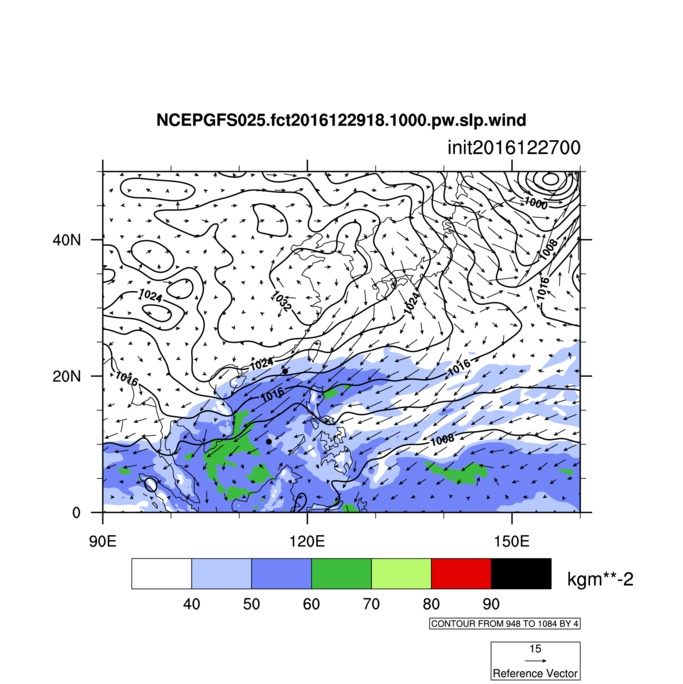 NCEPGFS025.fct2016122918.1000.pw.slp.wind
init2016122700
1000
40N
1008
1016
1024
1032
1024
1024
1016
1016
20N
1016
1008
0
90E 120E 150E
40 50 60 70 80 90
kgm**-2
CONTOUR FROM 948 TO 1084 BY 4
15
Reference Vector